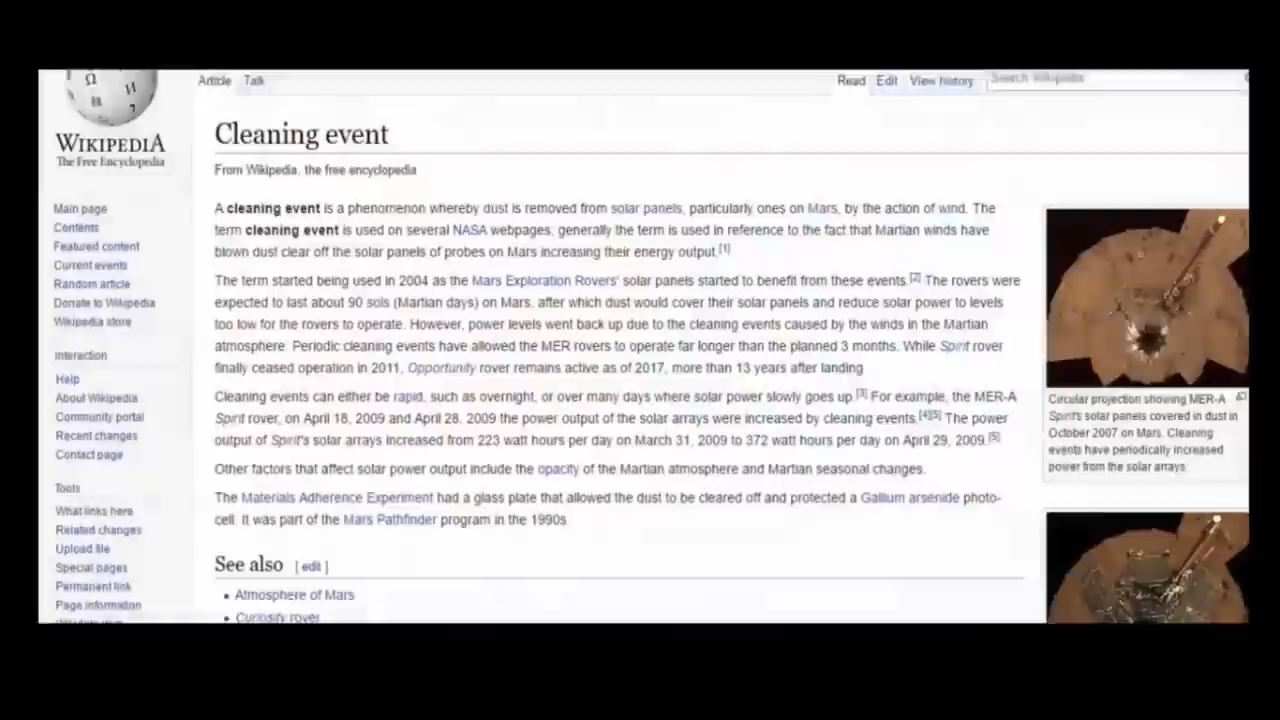 Article Talk
Read Edit View history Search Wikipedia
WIKIPEDIA
The Free Encyclopedia
Main page
Contents
Featured content
Current events
Random article
Donate to Wikipedia
Wikipedia store
Interaction
Help
About Wikipedia
Community portal
Recent changes
Contact page
Tools
What links here
Related changes
Upload file
Special pages
Permanent link
Page information
Cleaning event
From Wikipedia, the free encyclopedia
A cleaning event is a phenomenon whereby dust is removed from solar panels, particularly ones on Mars, by the action of wind. The
term cleaning event is used on several NASA webpages; generally the term is used in reference to the fact that Martian winds have
blown dust clear off the solar panels of probes on Mars increasing their energy output.[1]
The term started being used in 2004 as the Mars Exploration Rovers' solar panels started to benefit from these events.[2] The rovers were
expected to last about 90 sols (Martian days) on Mars, after which dust would cover their solar panels and reduce solar power to levels
too low for the rovers to operate. However, power levels went back up due to the cleaning events caused by the winds in the Martian
atmosphere. Periodic cleaning events have allowed the MER rovers to operate far longer than the planned 3 months. While Spirit rover
finally ceased operation in 2011, Opportunity rover remains active as of 2017, more than 13 years after landing
Cleaning events can either be rapid, such as overnight, or over many days where solar power slowly goes up.[3] For example, the MER-A
Spirit rover, on April 18, 2009 and April 28, 2009 the power output of the solar arrays were increased by cleaning events.[4][5] The power
output of Spirit's solar arrays increased from 223 watt hours per day on March 31, 2009 to 372 watt hours per day on April 29, 2009.[5]
Other factors that affect solar power output include the opacity of the Martian atmosphere and Martian seasonal changes.
The Materials Adherence Experiment had a glass plate that allowed the dust to be cleared off and protected a Gallium arsenide photo-
cell. It was part of the Mars Pathfinder program in the 1990s.
See also [ edit ]
Atmosphere of Mars
Curiosity rover
Circular projection showing MER-A
Spirit's solar panels covered in dust in
October 2007 on Mars. Cleaning
events have periodically increased
power from the solar arrays.